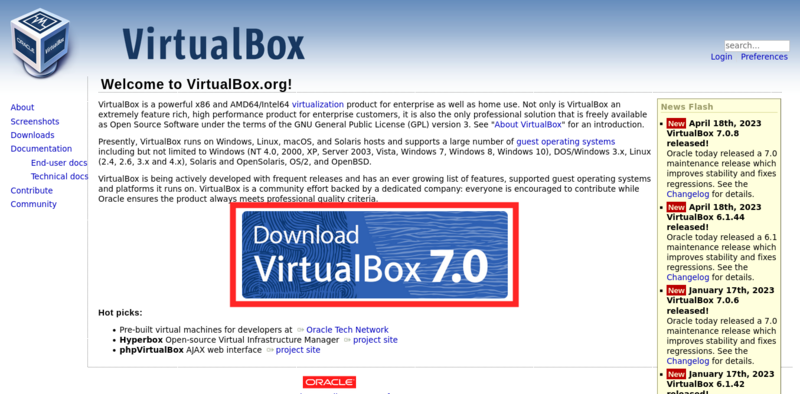 ORACLE
VirtualBox
VirtualBox
search...
Login Preferences
Welcome to VirtualBox.org!
About
Screenshots
Downloads
Documentation
End-user docs
Technical docs
Contribute
Community
VirtualBox is a powerful x86 and AMD64/Intel64 virtualization product for enterprise as well as home use. Not only is VirtualBox an
extremely feature rich, high performance product for enterprise customers, it is also the only professional solution that is freely available
as Open Source Software under the terms of the GNU General Public License (GPL) version 3. See "About VirtualBox" for an introduction.
Presently, VirtualBox runs on Windows, Linux, macOS, and Solaris hosts and supports a large number of guest operating systems
including but not limited to Windows (NT 4.0, 2000, XP, Server 2003, Vista, Windows 7, Windows 8, Windows 10), DOS/Windows 3.x, Linux
(2.4, 2.6, 3.x and 4.x), Solaris and OpenSolaris, OS/2, and OpenBSD.
VirtualBox is being actively developed with frequent releases and has an ever growing list of features, supported guest operating systems
and platforms it runs on. VirtualBox is a community effort backed by a dedicated company: everyone is encouraged to contribute while
Oracle ensures the product always meets professional quality criteria.
Download
VirtualBox 7.0
Hot picks:
• Pre-built virtual machines for developers at Oracle Tech Network
• Hyperbox Open-source Virtual Infrastructure Manager project site
• phpVirtualBox AJAX web interface project site
ORACLE
News Flash
• New April 18th, 2023
VirtualBox 7.0.8
released!
Oracle today released a 7.0
maintenance release which
improves stability and fixes
regressions. See the
Changelog for details.
• New April 18th, 2023
VirtualBox 6.1.44
released!
Oracle today released a 6.1
maintenance release which
improves stability and fixes
regressions. See the
Changelog for details.
• New January 17th, 2023
VirtualBox 7.0.6
released!
Oracle today released a 7.0
maintenance release which
improves stability and fixes
regressions. See the
Changelog for details.
• New January 17th, 2023
VirtualBox 6.1.42
released!